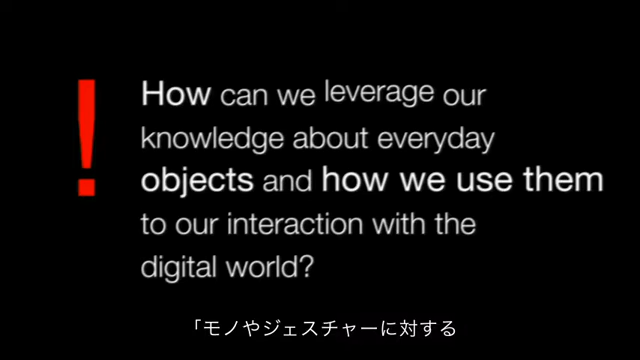 !
How can we leverage our
knowledge about everyday
objects and how we use them
to our interaction with the
digital world?
「モノやジェスチャーに対する